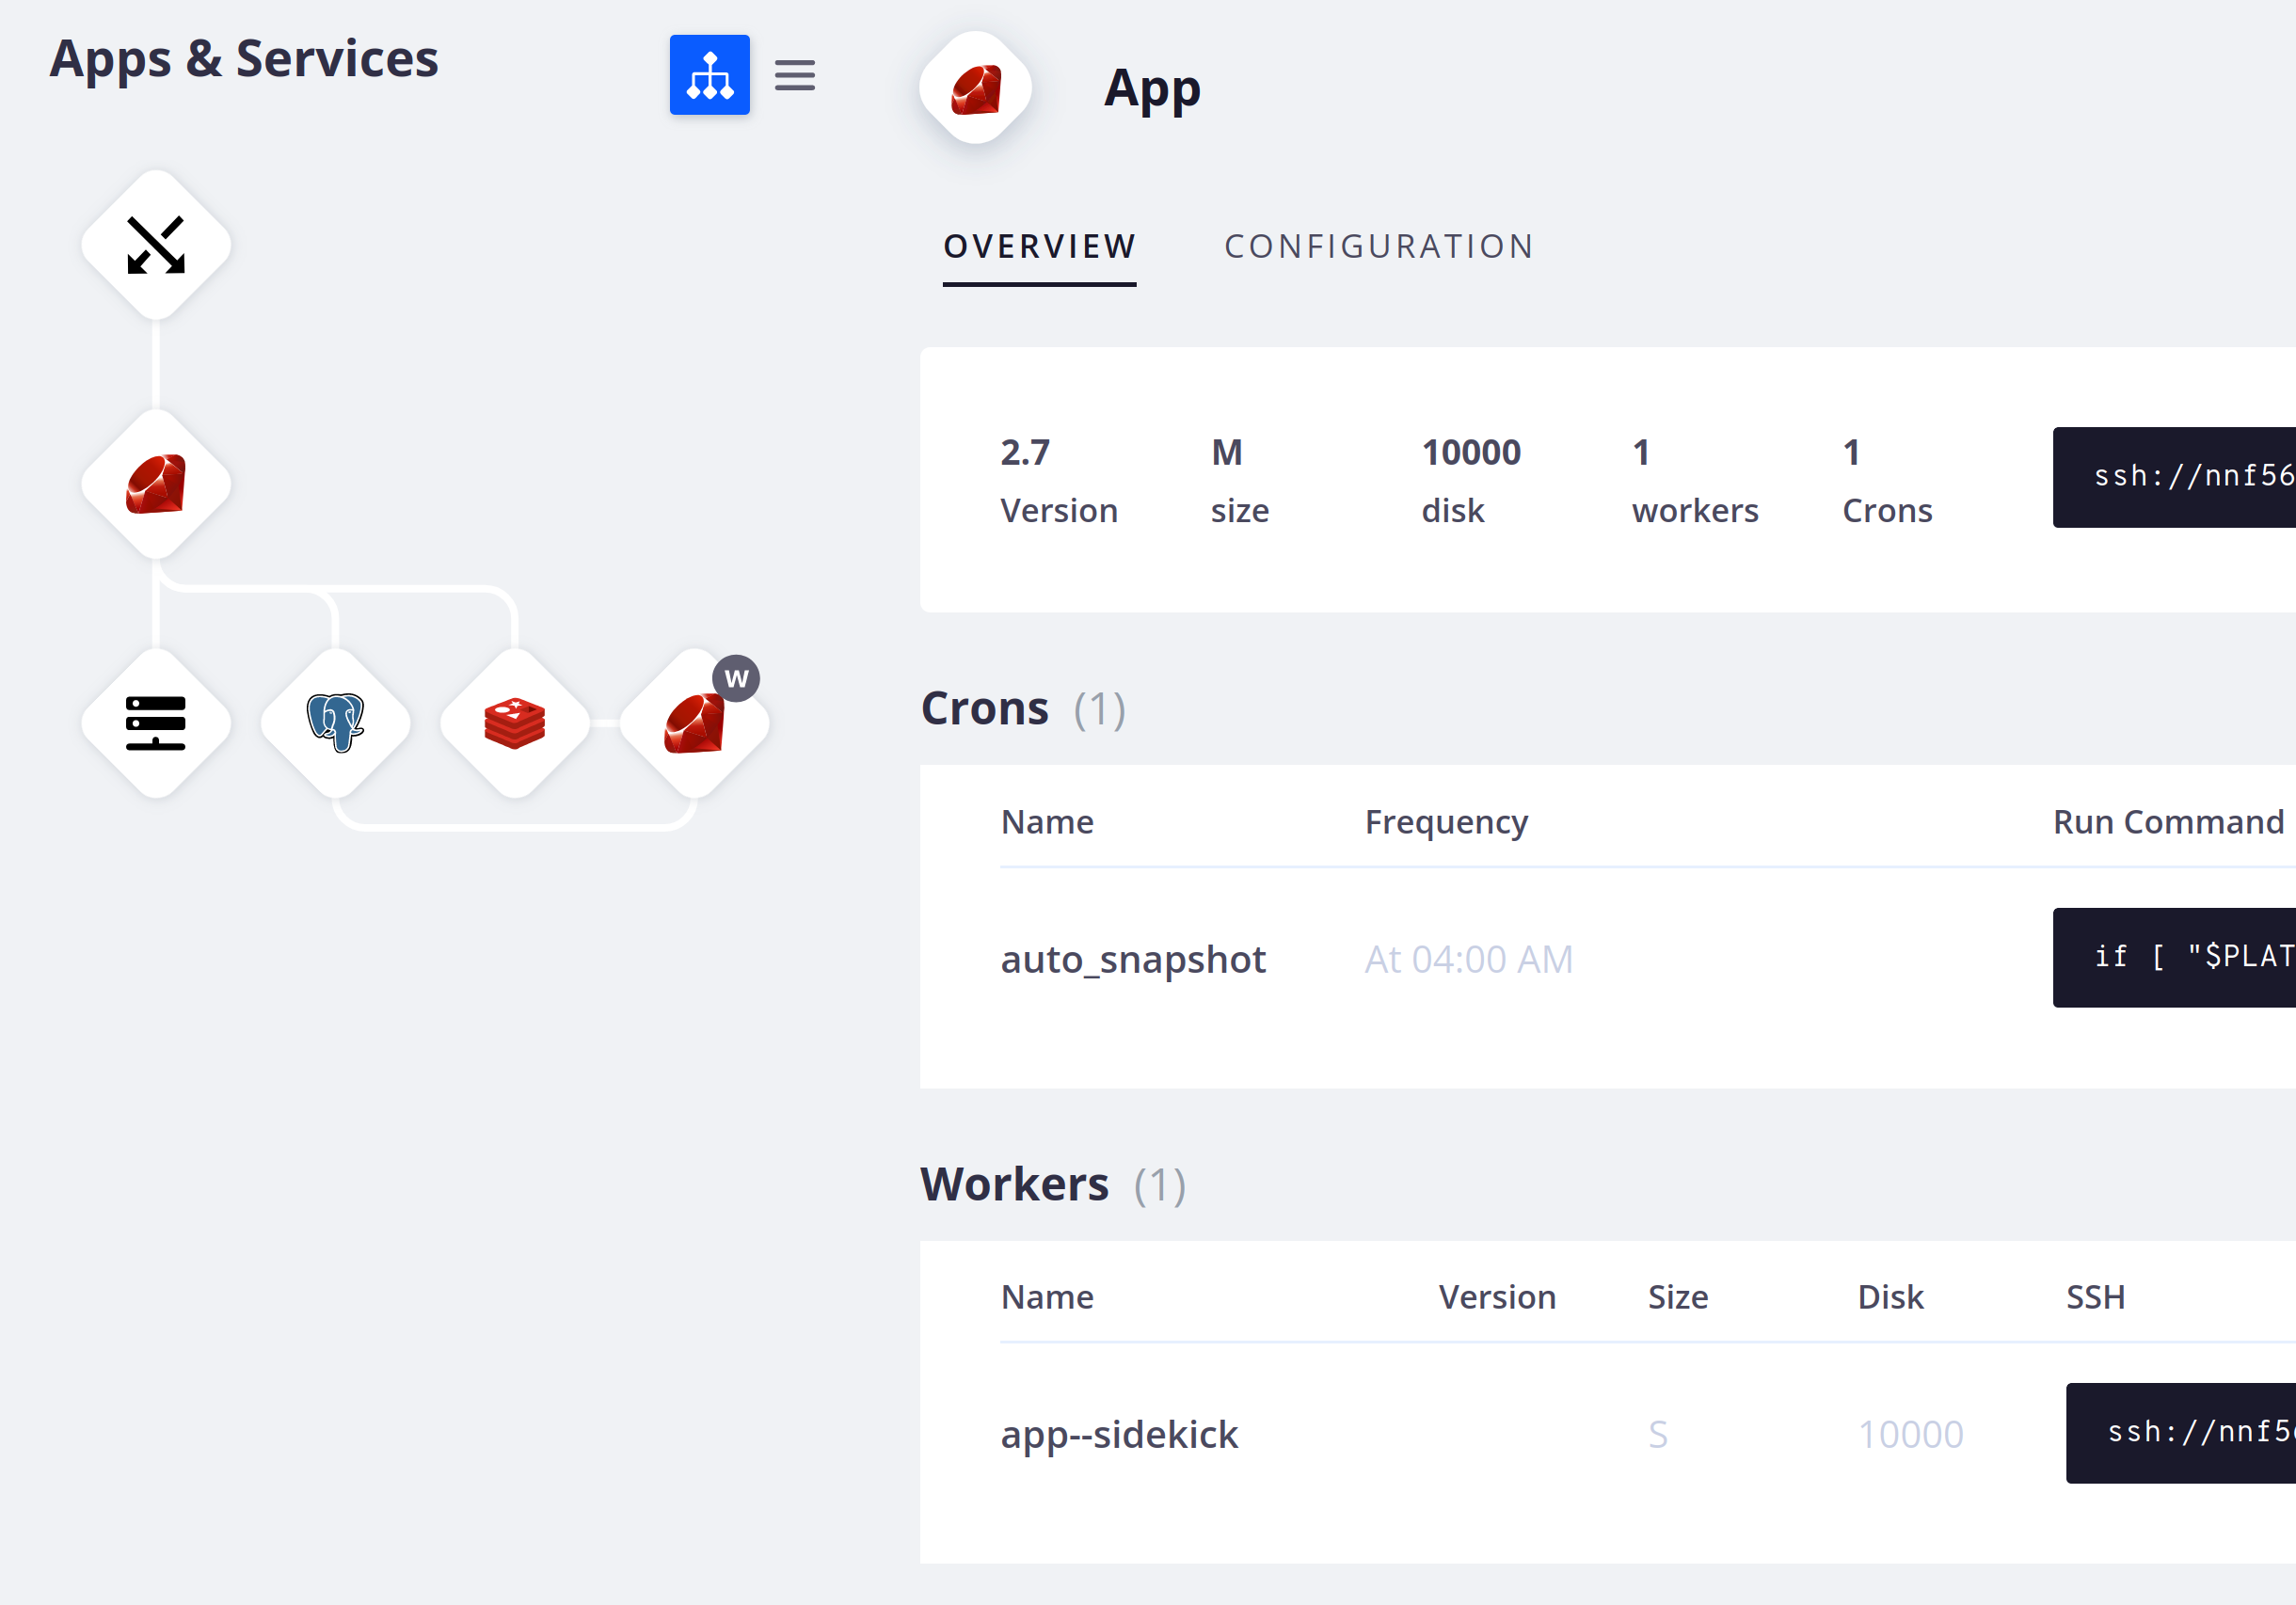 Apps & Services
App
OVERVIEW CONFIGURATION
2.7 M 10000 1 1
Version size disk workers Crons
ssh://nnf56
W
Crons (1)
Name Frequency Run Command
auto_snapshot At 04:00 AM if [ "$PLAT
Workers (1)
Name Version Size Disk SSH
app--sidekick S 10000 ssh://nnf5